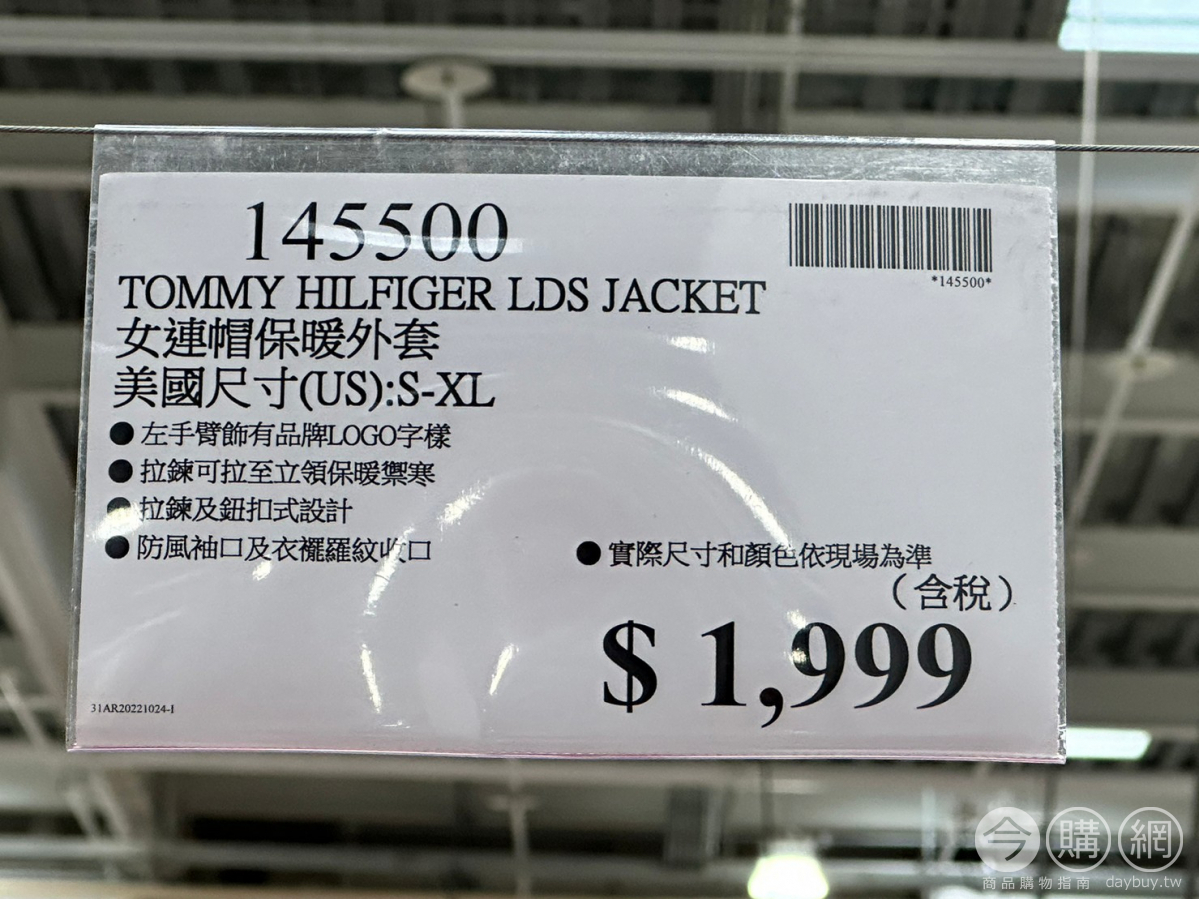 145500
*145500*
TOMMY HILFIGER LDS JACKET
女連帽保暖外套
美國尺寸(US):S-XL
● 左手臂飾有品牌LOGO字樣
● 拉鍊可拉至立領保暖禦寒
● 拉鍊及鈕扣式設計
● 防風袖口及衣襬羅紋收口
● 實際尺寸和顏色依現場為準
（含稅）
$ 1,999
31AR20221024-1
今購網
商品購物指南 daybuy.tw